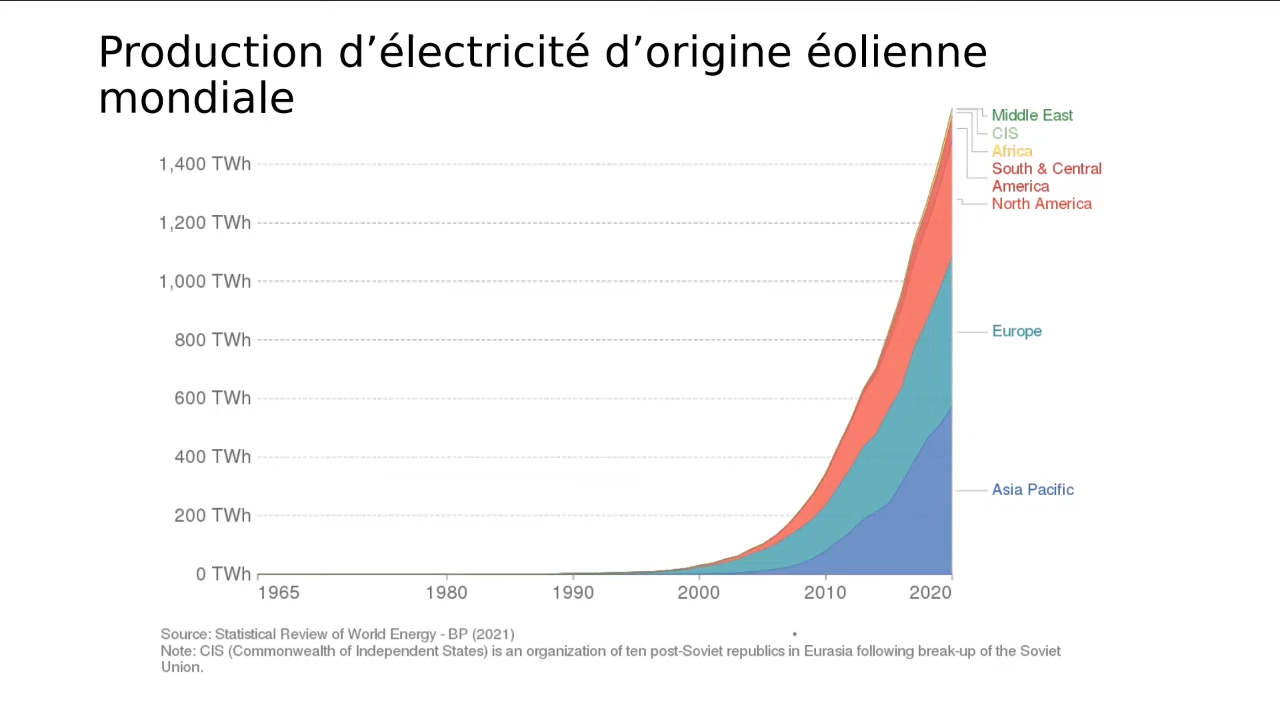 Production d’électricité d’origine éolienne
mondiale
Middle East
CIS
Africa
South & Central
America
North America
Europe
Asia Pacific
1,400 TWh
1,200 TWh
1,000 TWh
800 TWh
600 TWh
400 TWh
200 TWh
0 TWh
1965
1980
1990
2000
2010
2020
Source: Statistical Review of World Energy - BP (2021)
Note: CIS (Commonwealth of Independent States) is an organization of ten post-Soviet republics in Eurasia following break-up of the Soviet
Union.